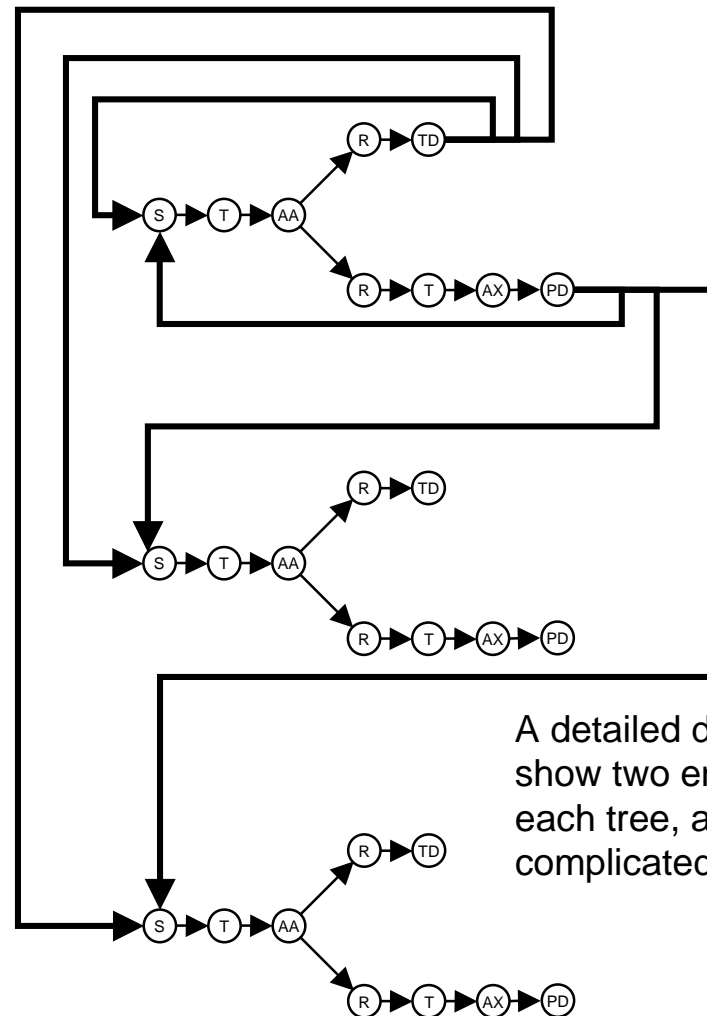 R TD
S T AA
R T AX PD
R TD
S T AA
R T AX PD
A detailed d
show two
each tree, a
complicated
R TD
S T AA
R T AX PD